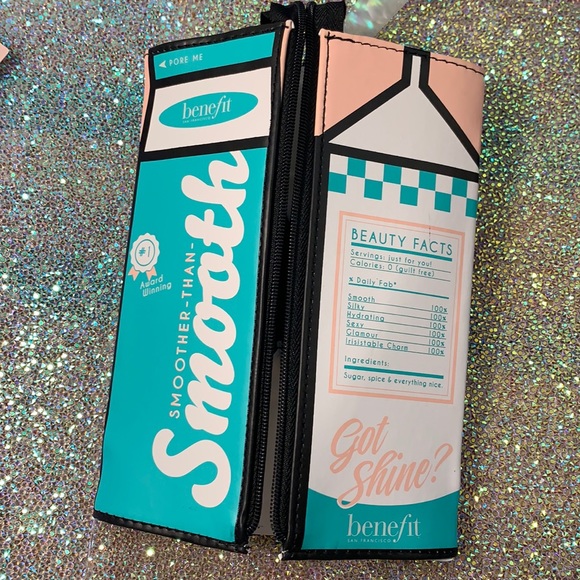 PORE ME
benefit
SAN FRANCISCO
#1
Award
Winning
SMOOTHER-THAN-
Smooth
BEAUTY FACTS
Servings: just for you!
Calories: 0 (guilt free)
% Daily Fab*
Smooth 100%
Silky 100%
Hydrating 100%
Sexy 100%
Glamour 100%
Irisistable Charm 100%
Ingredients:
Sugar, spice & everything nice.
Got
Shine?
benefit
SAN FRANCISCO